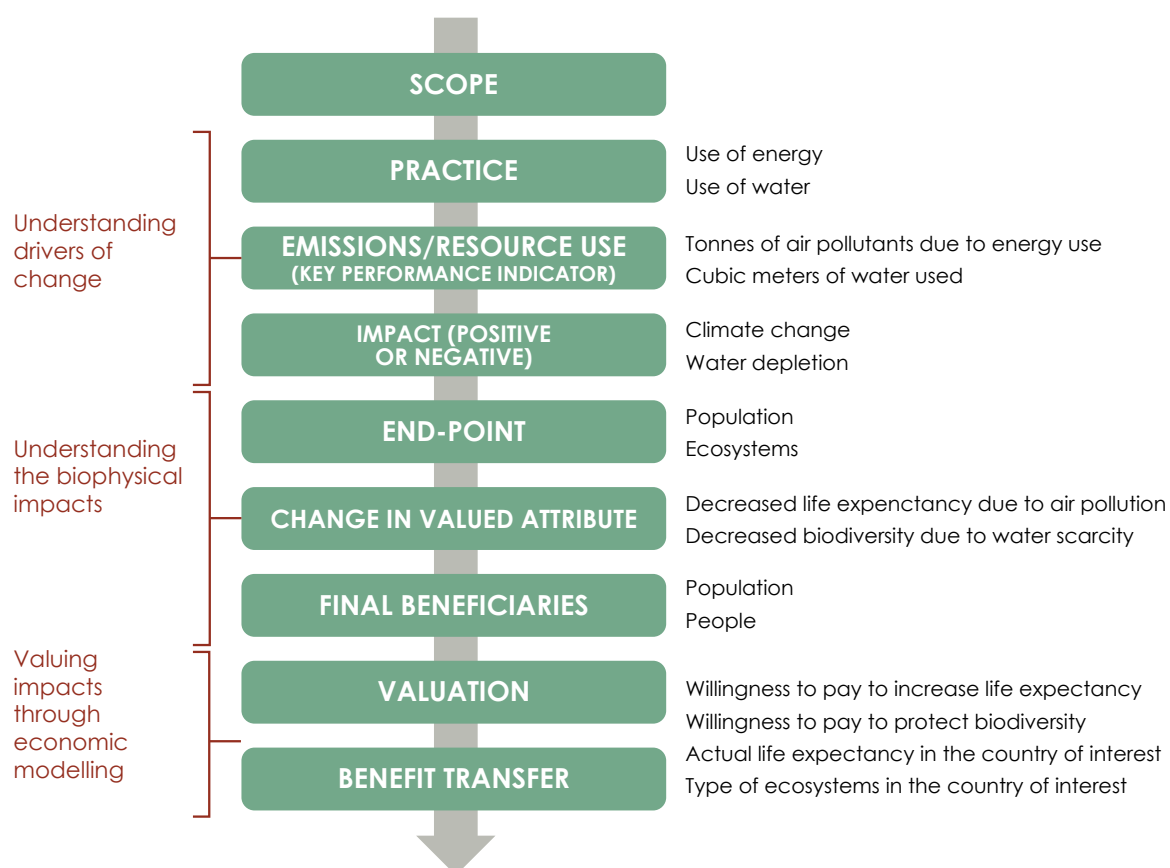 SCOPE
PRACTICE
Use of energy
Use of water
Understanding
drivers of
change
EMISSIONS/RESOURCE USE
(KEY PERFORMANCE INDICATOR)
Tonnes of air pollutants due to energy use
Cubic meters of water used
IMPACT (POSITIVE
OR NEGATIVE)
Climate change
Water depletion
END-POINT
Population
Ecosystems
Understanding
the biophysical
impacts
CHANGE IN VALUED ATTRIBUTE
Decreased life expenctancy due to air pollution
Decreased biodiversity due to water scarcity
FINAL BENEFICIARIES
Population
People
Valuing
impacts
through
economic
modelling
VALUATION
Willingness to pay to increase life expectancy
Willingness to pay to protect biodiversity
BENEFIT TRANSFER
Actual life expectancy in the country of interest
Type of ecosystems in the country of interest